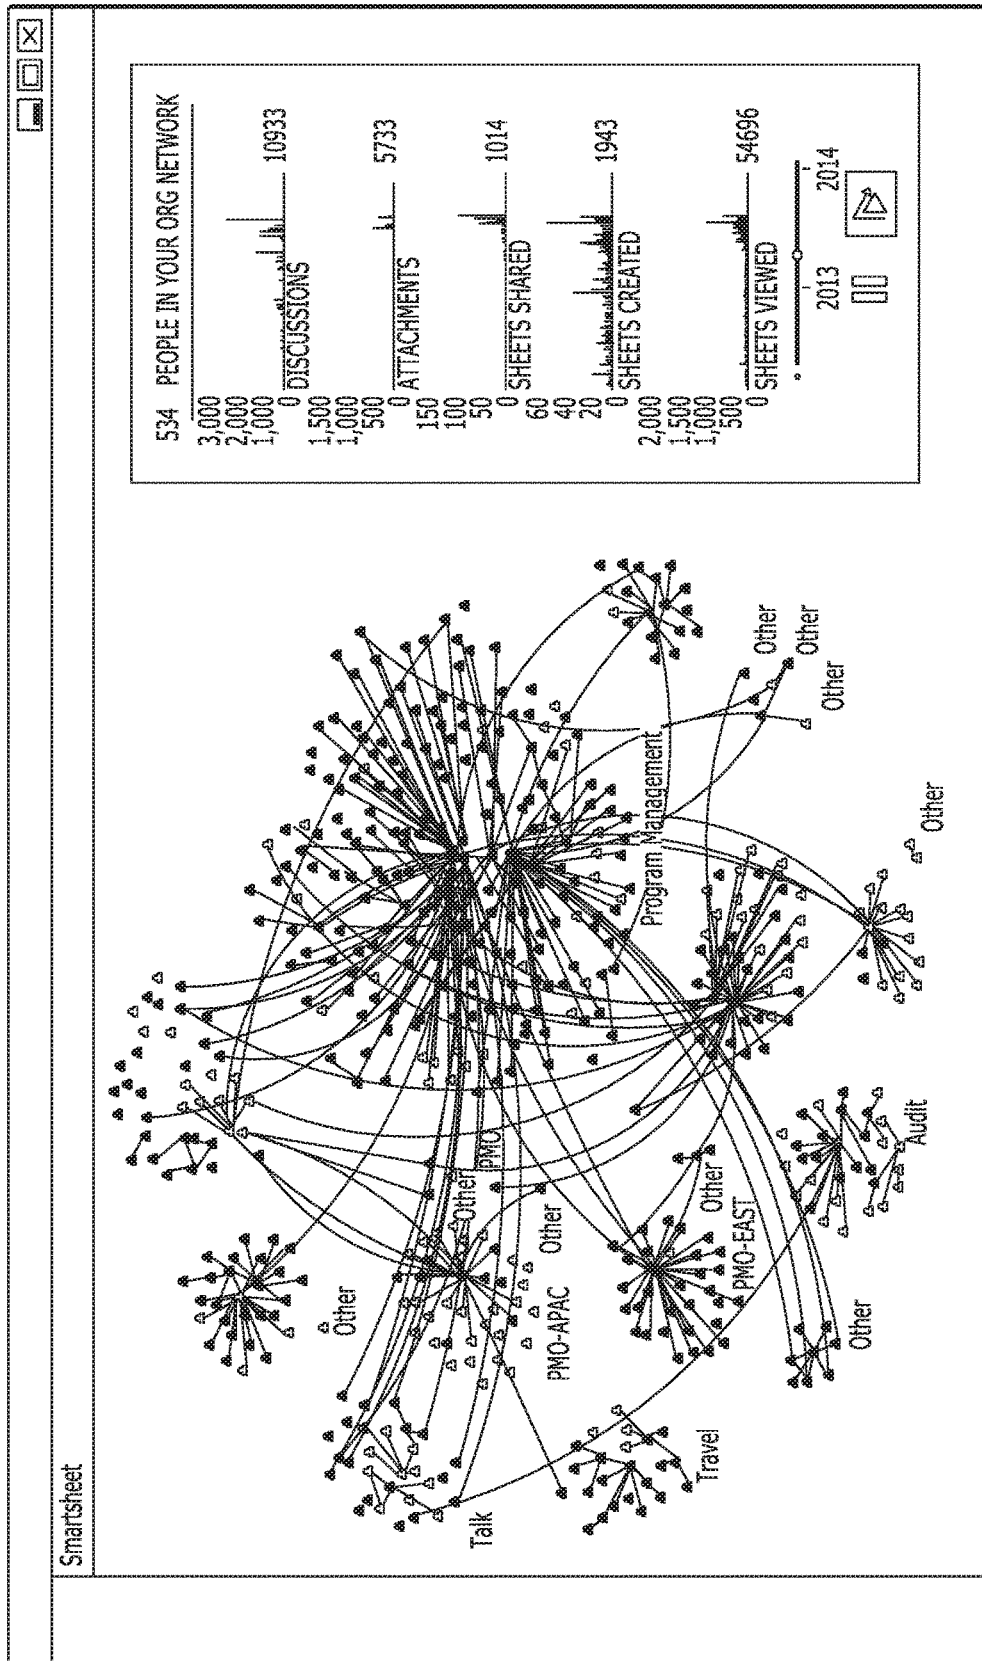 Smartsheet
534 PEOPLE IN YOUR ORG NETWORK
3,000
2,000
1,000
0
DISCUSSIONS
10933
1,500
1,000
500
0
ATTACHMENTS
5733
150
100
50
0
SHEETS SHARED
1014
60
40
20
0
SHEETS CREATED
1943
2,000
1,500
1,000
500
0
SHEETS VIEWED
54696
2013
2014
Other
Other
PMO
Talk
Other
PMO-APAC
Program Management
Other
PMO-EAST
Travel
Other
Other
Other
Other
Audit
Other